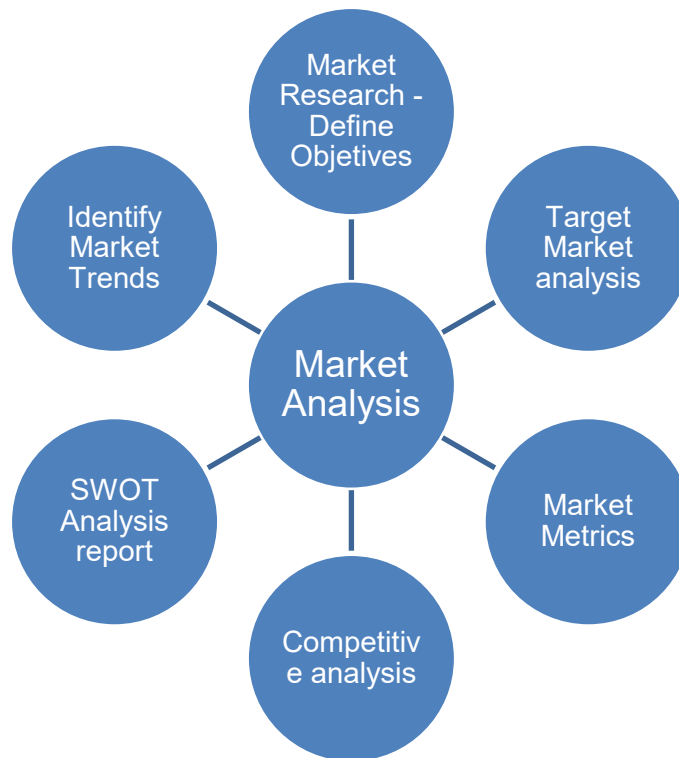 Market
Research -
Define
Objetives
Identify
Market
Trends
Target
Market
analysis
Market
Analysis
SWOT
Analysis
report
Market
Metrics
Competitiv
e analysis